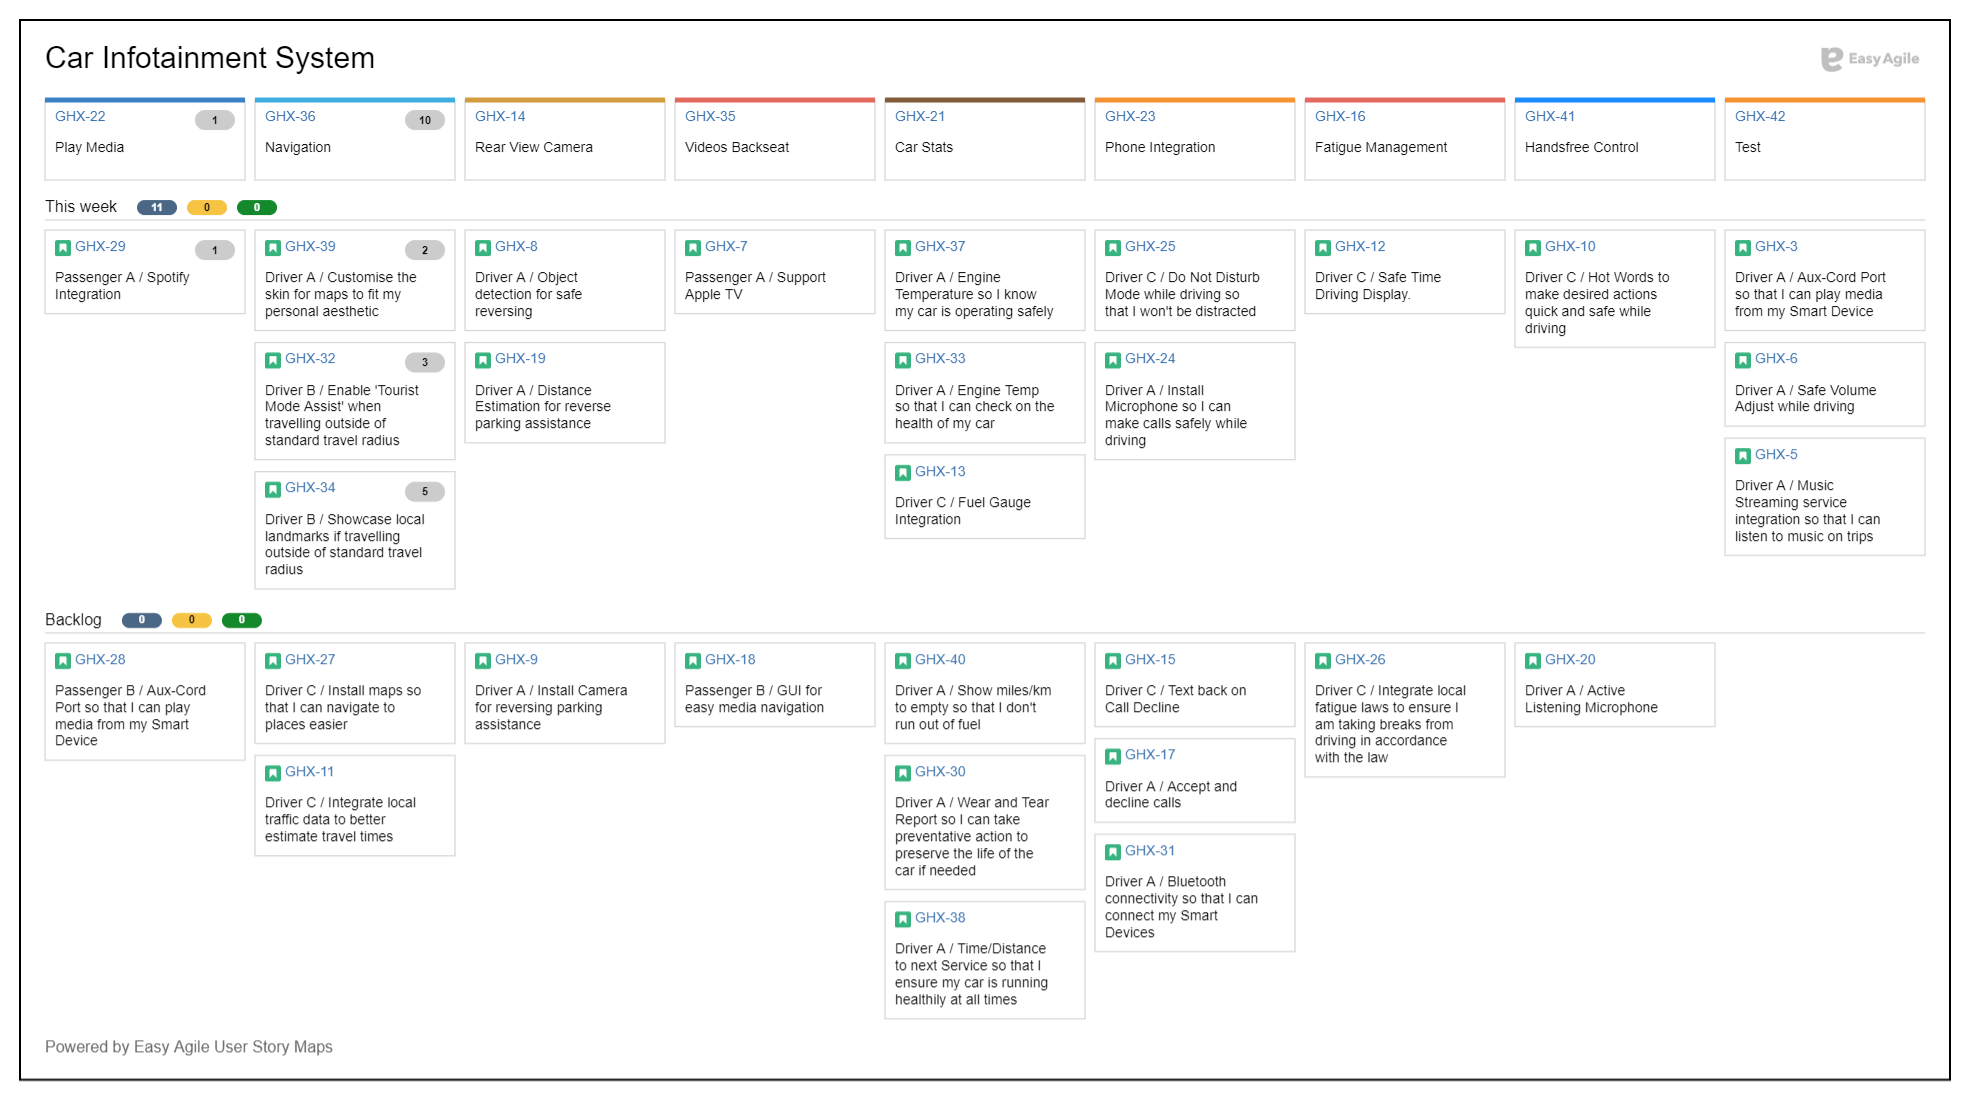 Car Infotainment System
Easy Agile
GHX-22 1
Play Media
GHX-36 10
Navigation
GHX-14
Rear View Camera
GHX-35
Videos Backseat
GHX-21
Car Stats
GHX-23
Phone Integration
GHX-16
Fatigue Management
GHX-41
Handsfree Control
GHX-42
Test
This week 11 0 0
GHX-29 1
Passenger A / Spotify
Integration
GHX-39 2
Driver A / Customise the
skin for maps to fit my
personal aesthetic
GHX-32 3
Driver B / Enable 'Tourist
Mode Assist' when
travelling outside of
standard travel radius
GHX-34 5
Driver B / Showcase local
landmarks if travelling
outside of standard travel
radius
GHX-8
Driver A / Object
detection for safe
reversing
GHX-19
Driver A / Distance
Estimation for reverse
parking assistance
GHX-7
Passenger A / Support
Apple TV
GHX-37
Driver A / Engine
Temperature so I know
my car is operating safely
GHX-33
Driver A / Engine Temp
so that I can check on the
health of my car
GHX-13
Driver C / Fuel Gauge
Integration
GHX-25
Driver C / Do Not Disturb
Mode while driving so
that I won't be distracted
GHX-24
Driver A / Install
Microphone so I can
make calls safely while
driving
GHX-12
Driver C / Safe Time
Driving Display.
GHX-10
Driver C / Hot Words to
make desired actions
quick and safe while
driving
GHX-3
Driver A / Aux-Cord Port
so that I can play media
from my Smart Device
GHX-6
Driver A / Safe Volume
Adjust while driving
GHX-5
Driver A / Music
Streaming service
integration so that I can
listen to music on trips
Backlog 0 0 0
GHX-28
Passenger B / Aux-Cord
Port so that I can play
media from my Smart
Device
GHX-27
Driver C / Install maps so
that I can navigate to
places easier
GHX-11
Driver C / Integrate local
traffic data to better
estimate travel times
GHX-9
Driver A / Install Camera
for reversing parking
assistance
GHX-18
Passenger B / GUI for
easy media navigation
GHX-40
Driver A / Show miles/km
to empty so that I don't
run out of fuel
GHX-30
Driver A / Wear and Tear
Report so I can take
preventative action to
preserve the life of the
car if needed
GHX-38
Driver A / Time/Distance
to next Service so that I
ensure my car is running
healthily at all times
GHX-15
Driver C / Text back on
Call Decline
GHX-17
Driver A / Accept and
decline calls
GHX-31
Driver A / Bluetooth
connectivity so that I can
connect my Smart
Devices
GHX-26
Driver C / Integrate local
fatigue laws to ensure I
am taking breaks from
driving in accordance
with the law
GHX-20
Driver A / Active
Listening Microphone
Powered by Easy Agile User Story Maps